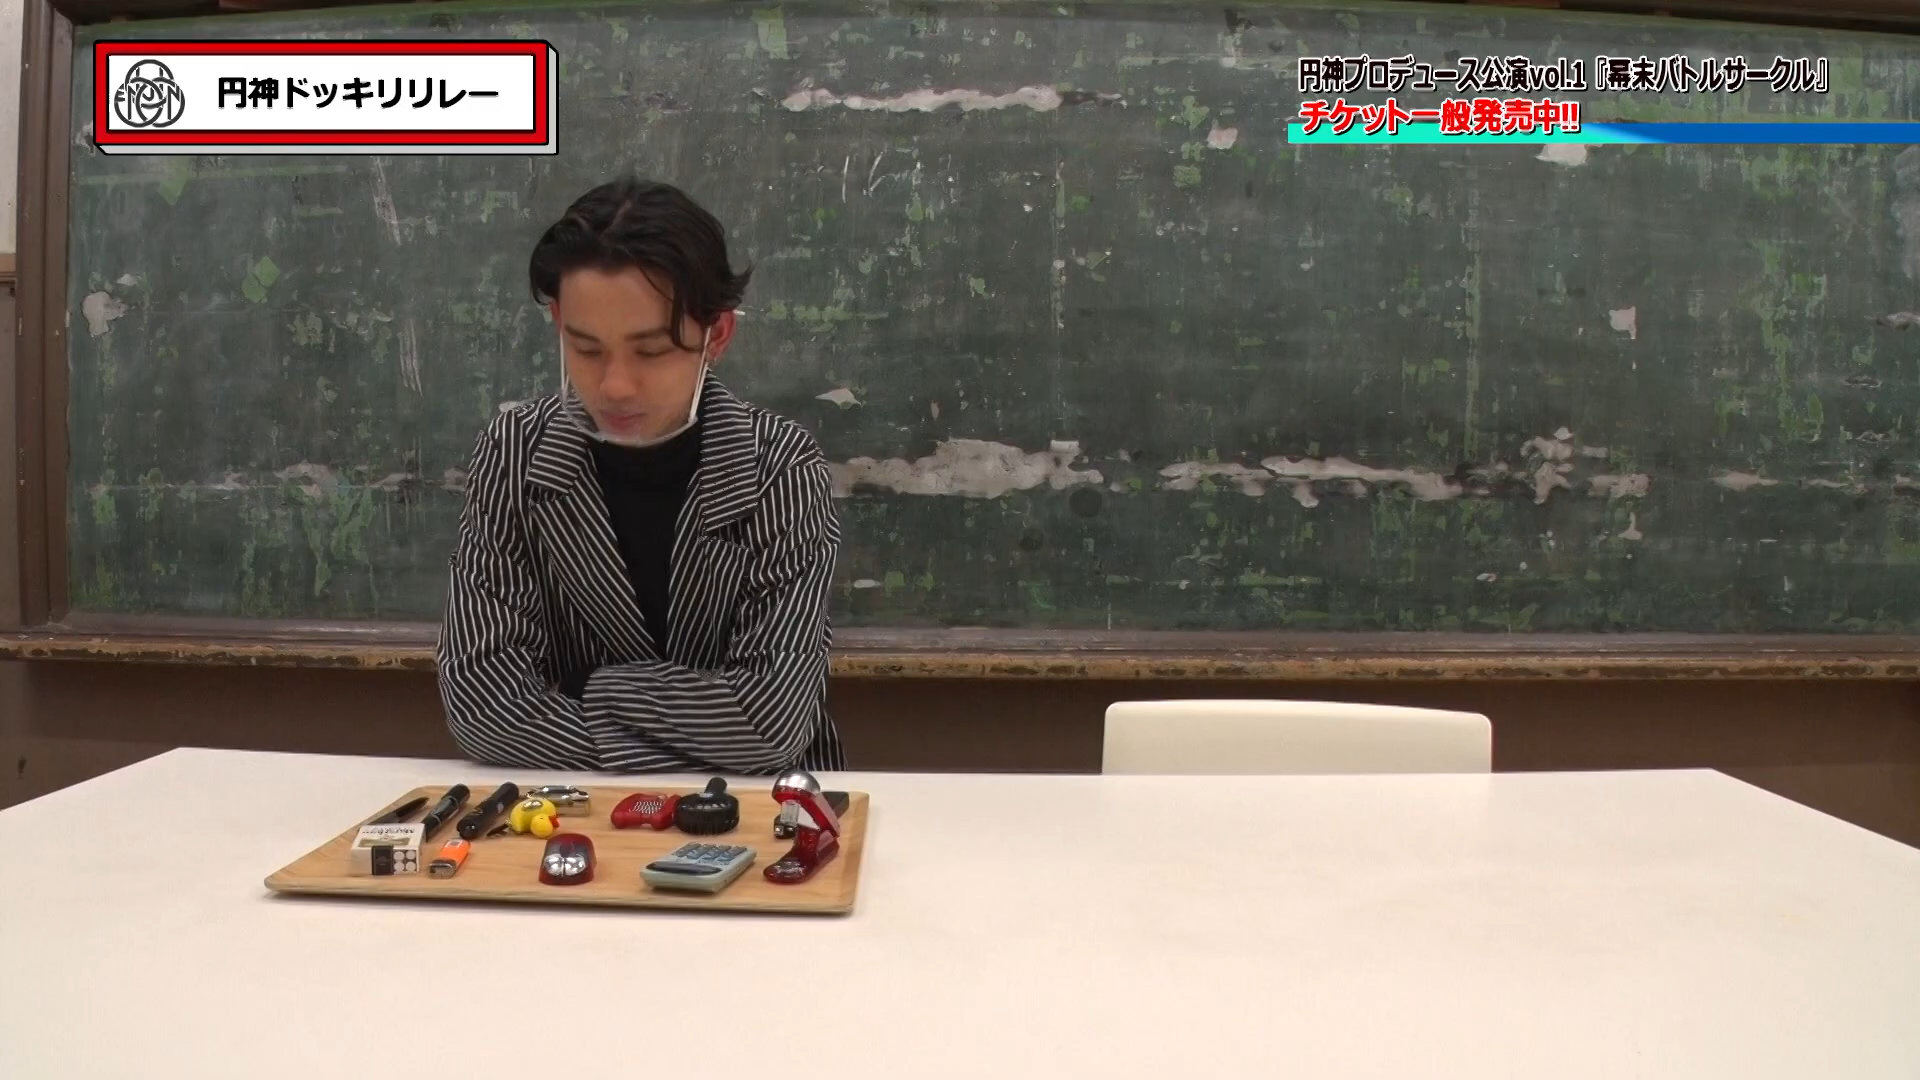 円神ドッキリリレー
円神プロデュース公演vol.1『幕末バトルサークル』
チケット一般発売中!!